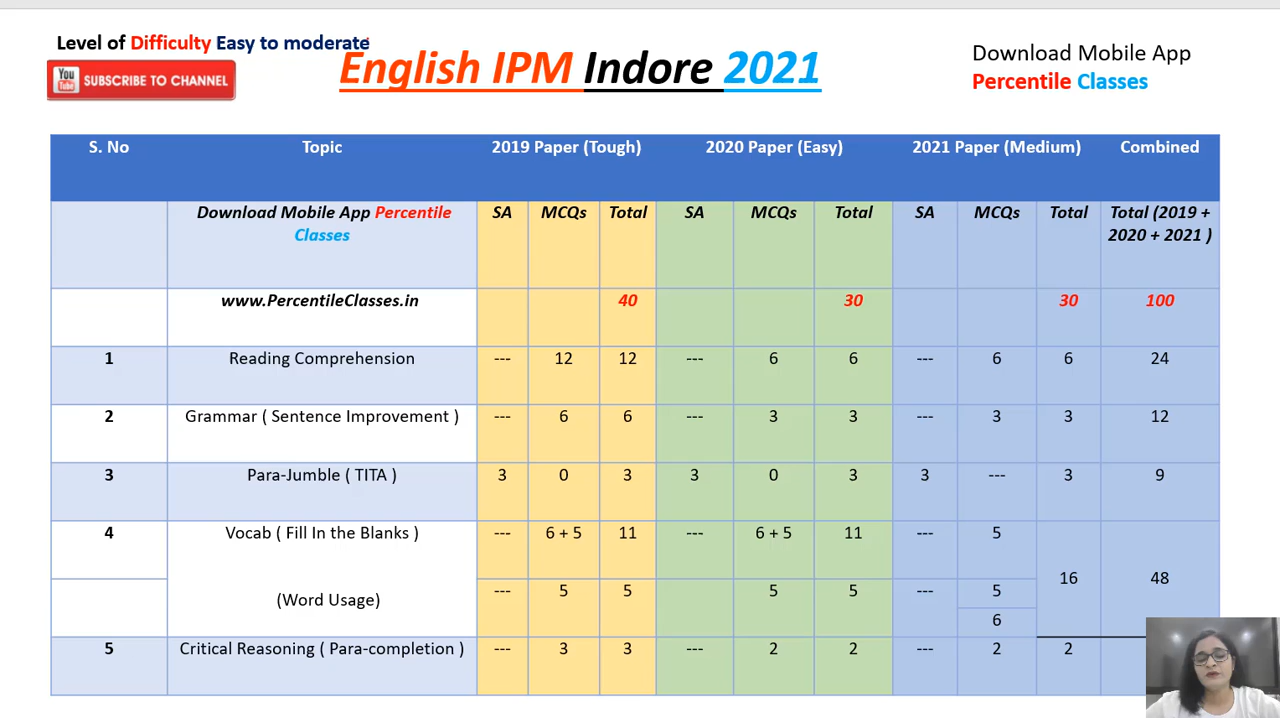 Level of Difficulty Easy to moderate
You Tube SUBSCRIBE TO CHANNEL
English IPM Indore 2021
Download Mobile App
Percentile Classes
S. No Topic 2019 Paper (Tough) 2020 Paper (Easy) 2021 Paper (Medium) Combined
Download Mobile App Percentile SA MCQs Total SA MCQs Total SA MCQs Total Total (2019 +
Classes 2020 + 2021 )
www.PercentileClasses.in 40 30 30 100
1 Reading Comprehension --- 12 12 --- 6 6 --- 6 6 24
2 Grammar ( Sentence Improvement ) --- 6 6 --- 3 3 --- 3 3 12
3 Para-Jumble ( TITA ) 3 0 3 3 0 3 3 --- 3 9
4 Vocab ( Fill In the Blanks ) --- 6 + 5 11 --- 6 + 5 11 --- 5
16 48
(Word Usage) --- 5 5 5 5 --- 5
6
5 Critical Reasoning ( Para-completion ) --- 3 3 --- 2 2 --- 2 2